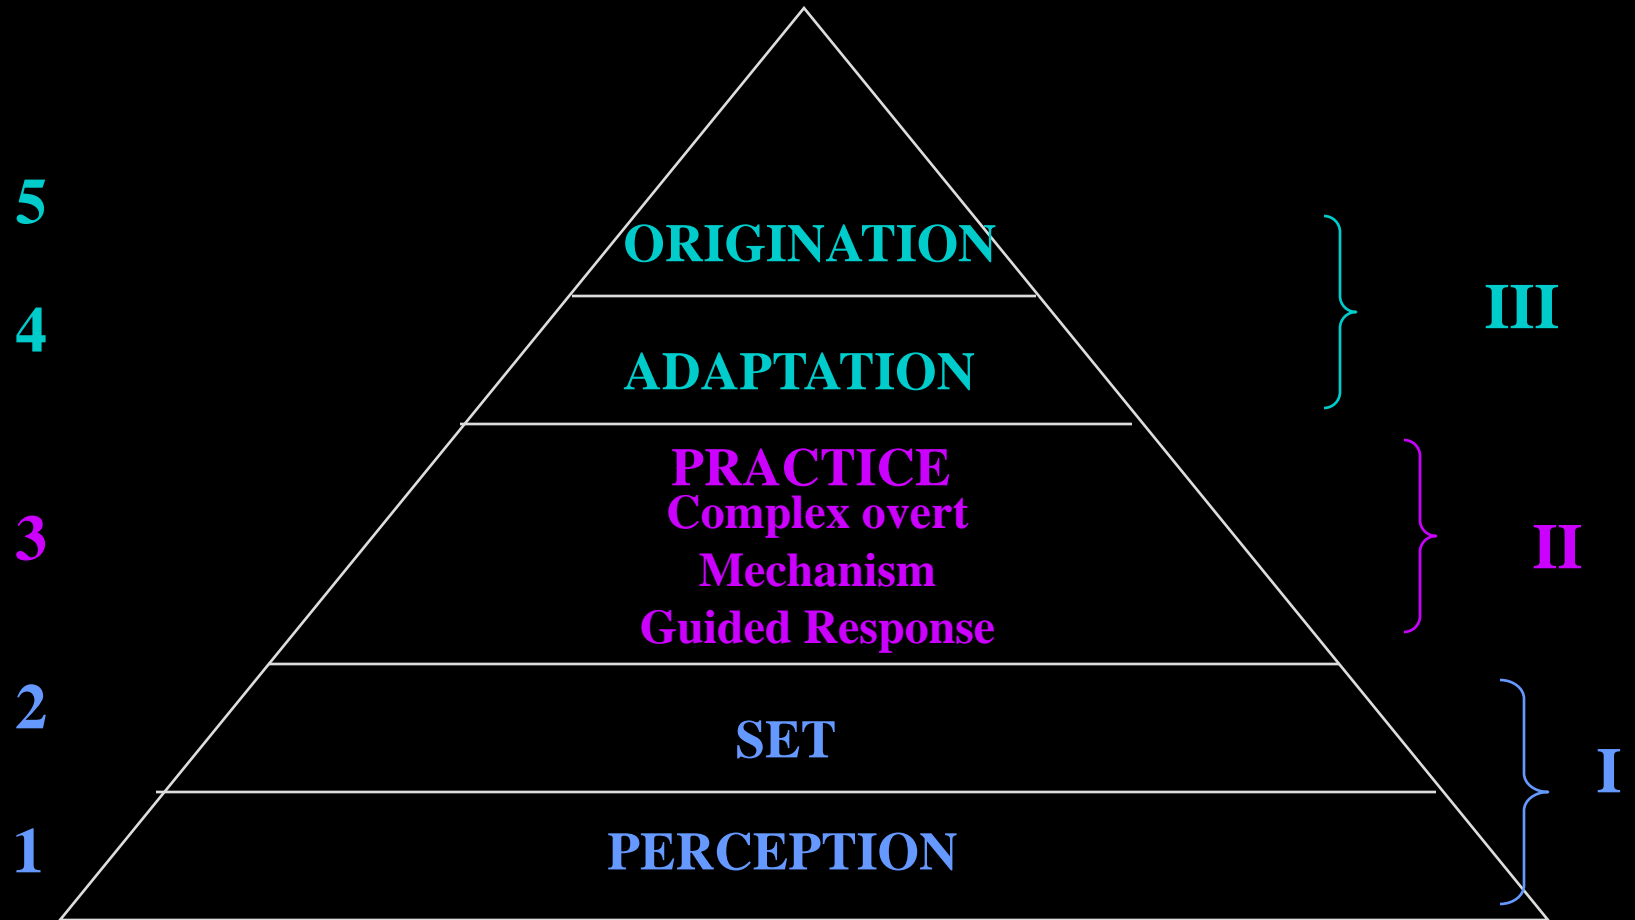 5
ORIGINATION
III
4
ADAPTATION
PRACTICE
Complex overt
3
II
Mechanism
Guided Response
2
SET
I
1
PERCEPTION